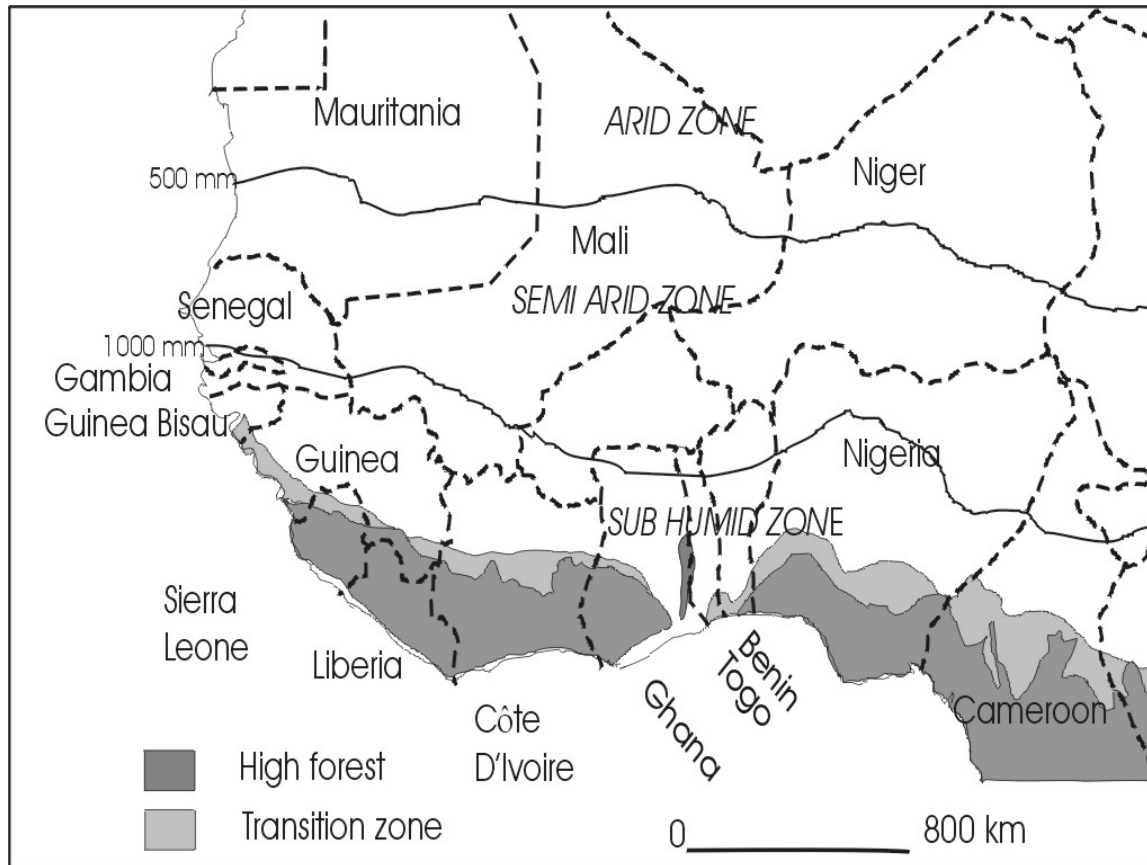 Mauritania
ARID ZONE
Niger
500 mm
Mali
SEMI ARID ZONE
Senegal
1000 mm
Gambia
Guinea Bisau
Guinea
Nigeria
SUB HUMID ZONE
Sierra
Leone
Liberia
Côte
D'Ivoire
Ghana
Togo
Benin
Cameroon
High forest
Transition zone
0
800 km